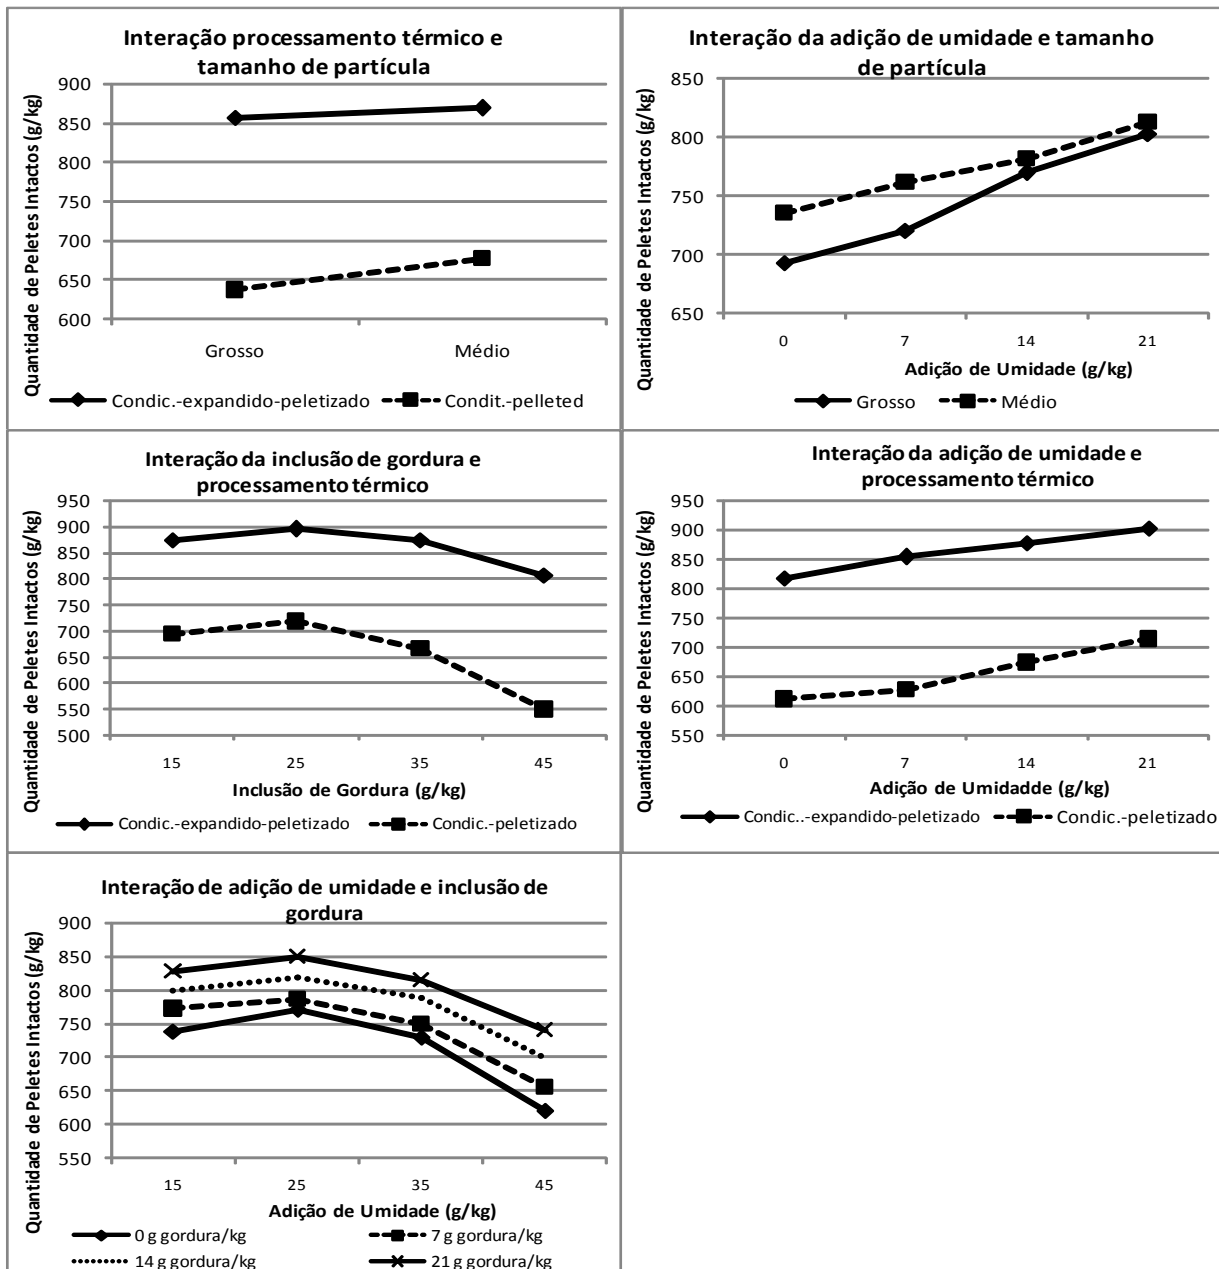 Interação processamento térmico e
tamanho de partícula
Quantidade de Peletes Intactos (g/kg)
900
850
800
750
700
650
600
Grosso
Médio
Condic.-expandido-peletizado
Condit.-pelleted
Interação da adição de umidade e tamanho
de partícula
Quantidade de Peletes Intactos (g/kg)
850
800
750
700
650
0
7
14
21
Adição de Umidade (g/kg)
Grosso
Médio
Interação da inclusão de gordura e
processamento térmico
Quantidade de Peletes Intactos (g/kg)
950
900
850
800
750
700
650
600
550
500
15
25
35
45
Inclusão de Gordura (g/kg)
Condic.-expandido-peletizado
Condic.-peletizado
Interação da adição de umidade e
processamento térmico
Quantidade de Peletes Intactos (g/kg)
950
900
850
800
750
700
650
600
550
0
7
14
21
Adição de Umidadde (g/kg)
Condic..-expandido-peletizado
Condic.-peletizado
Interação de adição de umidade e inclusão de
gordura
Quantidade de Peletes Intactos (g/kg)
900
850
800
750
700
650
600
550
15
25
35
45
Adição de Umidade (g/kg)
0 g gordura/kg
7 g gordura/kg
14 g gordura/kg
21 g gordura/kg